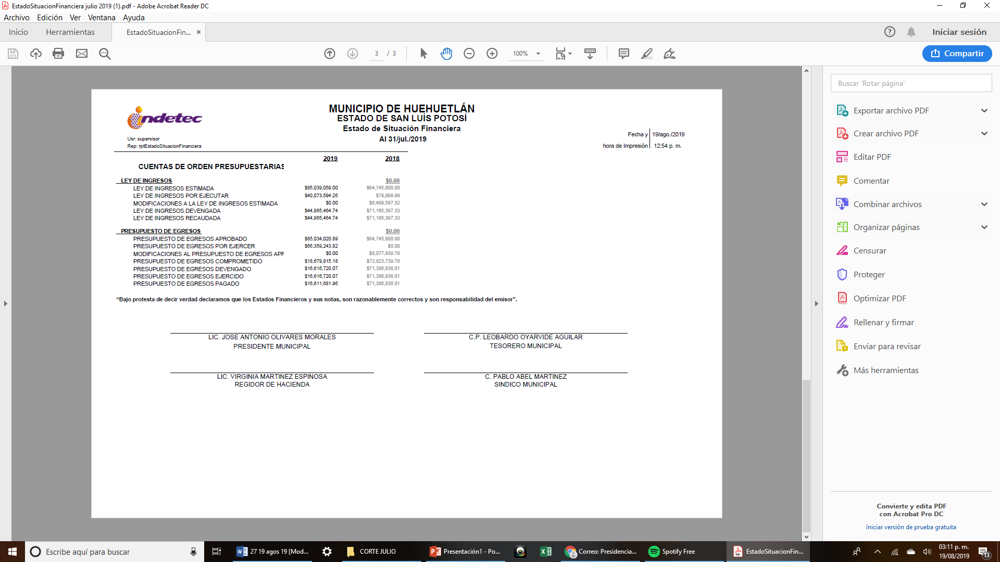 EstadoSituacionFinanciera julio 2019 (1).pdf - Adobe Acrobat Reader DC
Archivo Edición Ver Ventana Ayuda
Inicio Herramientas EstadoSituacionFin... × Iniciar sesión
3 / 3 100% Compartir
Buscar 'Rotar página'
Exportar archivo PDF
Crear archivo PDF
Editar PDF
Comentar
Combinar archivos
Organizar páginas
Censurar
Proteger
Optimizar PDF
Rellenar y firmar
Enviar para revisar
Más herramientas
Convierte y edita PDF
con Acrobat Pro DC
Iniciar versión de prueba gratuita
indetec
MUNICIPIO DE HUEHUETLÁN
ESTADO DE SAN LUÍS POTOSÍ
Estado de Situación Financiera
Al 31/jul./2019
Usr: supervisor
Rep: rptEstadoSituacionFinanciera
Fecha y 19/ago./2019
hora de Impresión 12:54 p. m.
2019 2018
CUENTAS DE ORDEN PRESUPUESTARIAS
LEY DE INGRESOS $0.00
LEY DE INGRESOS ESTIMADA $85,039,059.00 $64,745,800.00
LEY DE INGRESOS POR EJECUTAR $40,073,594.26 $79,999.99
MODIFICACIONES A LA LEY DE INGRESOS ESTIMADA $0.00 $6,499,597.32
LEY DE INGRESOS DEVENGADA $44,965,464.74 $71,165,397.33
LEY DE INGRESOS RECAUDADA $44,965,464.74 $71,165,397.33
PRESUPUESTO DE EGRESOS $0.00
PRESUPUESTO DE EGRESOS APROBADO $85,034,020.89 $64,745,800.00
PRESUPUESTO DE EGRESOS POR EJERCER $66,359,243.82 $0.00
MODIFICACIONES AL PRESUPUESTO DE EGRESOS APR $0.00 $8,077,939.78
PRESUPUESTO DE EGRESOS COMPROMETIDO $18,679,815.18 $72,823,739.78
PRESUPUESTO DE EGRESOS DEVENGADO $16,616,720.07 $71,386,836.01
PRESUPUESTO DE EGRESOS EJERCIDO $16,616,720.07 $71,386,836.01
PRESUPUESTO DE EGRESOS PAGADO $16,611,681.96 $71,386,836.01
“Bajo protesta de decir verdad declaramos que los Estados Financieros y sus notas, son razonablemente correctos y son responsabilidad del emisor”.
LIC. JOSE ANTONIO OLIVARES MORALES
PRESIDENTE MUNICIPAL
C.P. LEOBARDO OYARVIDE AGUILAR
TESORERO MUNICIPAL
LIC. VIRGINIA MARTINEZ ESPINOSA
REGIDOR DE HACIENDA
C. PABLO ABEL MARTINEZ
SINDICO MUNICIPAL
Escribe aquí para buscar
27 19 agos 19 [Mod...
CORTE JULIO
Presentación1 - Po...
Correo: Presidencia...
Spotify Free
EstadoSituacionFin...
03:11 p. m.
19/08/2019
13